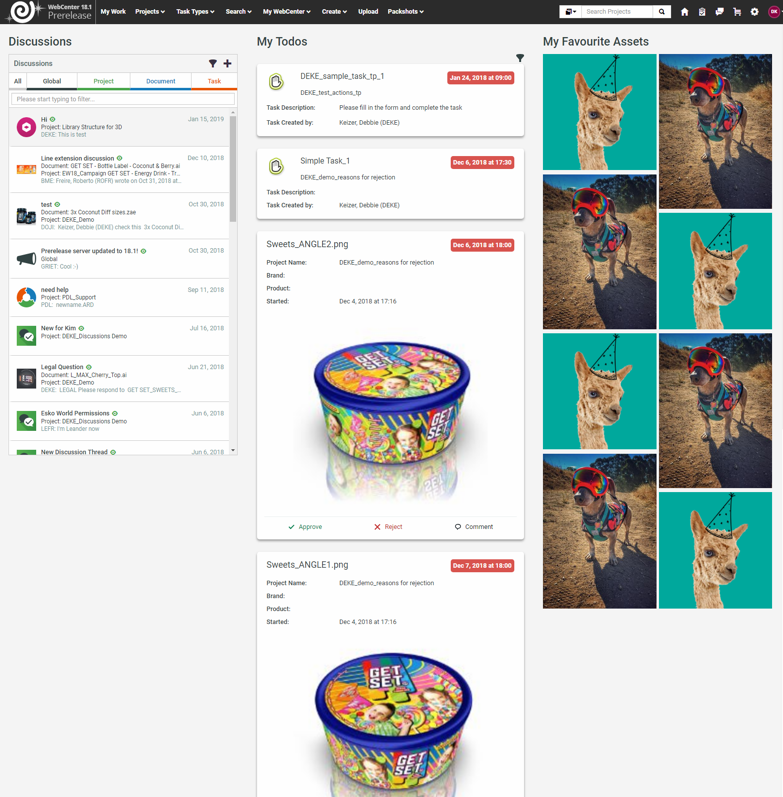 WebCenter 18.1
Prerelease
My Work
Projects
Task Types
Search
My WebCenter
Create
Upload
Packshots
Search Projects
DK
Discussions
Discussions
All
Global
Project
Document
Task
Please start typing to filter...
Hi
Jan 15, 2019
Project: Library Structure for 3D
DEKE: This is test
Line extension discussion
Dec 10, 2018
Document: GET SET - Bottle Label - Coconut & Berry.ai
Project: EW18_Campaign GET SET - Energy Drink - Tr...
BME: Freire, Roberto (ROFR) wrote on Oct 31, 2018 at...
test
Oct 30, 2018
Document: 3x Coconut Diff sizes.zae
Project: DEKE_Demo
DOJI: Keizer, Debbie (DEKE) check this 3x Coconut Di...
Prerelease server updated to 18.1!
Oct 30, 2018
Global
GRIET: Cool :-)
need help
Sep 11, 2018
Project: PDL_Support
PDL: newname.ARD
New for Kim
Jul 16, 2018
Project: DEKE_Discussions Demo
Legal Question
Jun 21, 2018
Document: L_MAX_Cherry_Top.ai
Project: DEKE_Demo
DEKE: LEGAL Please respond to GET SET_SWEETS_...
Esko World Permissions
Jun 6, 2018
Project: DEKE_Discussions Demo
LEFR: I'm Leander now
New Discussion Thread
Jun 6, 2018
My Todos
DEKE_sample_task_tp_1
Jan 24, 2018 at 09:00
DEKE_test_actions_tp
Task Description: Please fill in the form and complete the task
Task Created by: Keizer, Debbie (DEKE)
Simple Task_1
Dec 6, 2018 at 17:30
DEKE_demo_reasons for rejection
Task Description:
Task Created by: Keizer, Debbie (DEKE)
Sweets_ANGLE2.png
Dec 6, 2018 at 18:00
Project Name: DEKE_demo_reasons for rejection
Brand:
Product:
Started: Dec 4, 2018 at 17:16
GET
SET
GET
SET
Approve
Reject
Comment
Sweets_ANGLE1.png
Dec 7, 2018 at 18:00
Project Name: DEKE_demo_reasons for rejection
Brand:
Product:
Started: Dec 4, 2018 at 17:16
GET
SET
GET
SET
My Favourite Assets